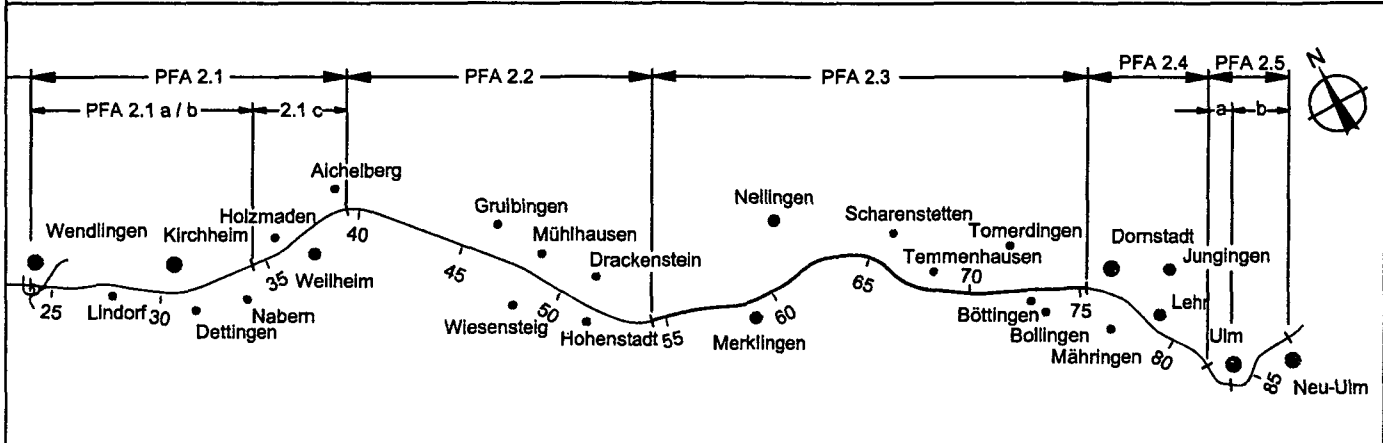 PFA 2.1
PFA 2.2
PFA 2.3
PFA 2.4
PFA 2.5
PFA 2.1 a / b
2.1 c
a
b
N
Aichelberg
Wendlingen
Kirchheim
Holzmaden
40
Gruibingen
Nellingen
Scharenstetten
Tomerdingen
Dornstadt
Jungingen
35
Weilheim
45
Mühlhausen
Drackenstein
65
Temmenhausen
70
25
Lindorf
30
Nabern
Dettingen
Wiesensteig
50
Hohenstadt
55
60
Merklingen
Böttingen
75
Lehr
Bollingen
Mähringen
80
Ulm
85
Neu-Ulm